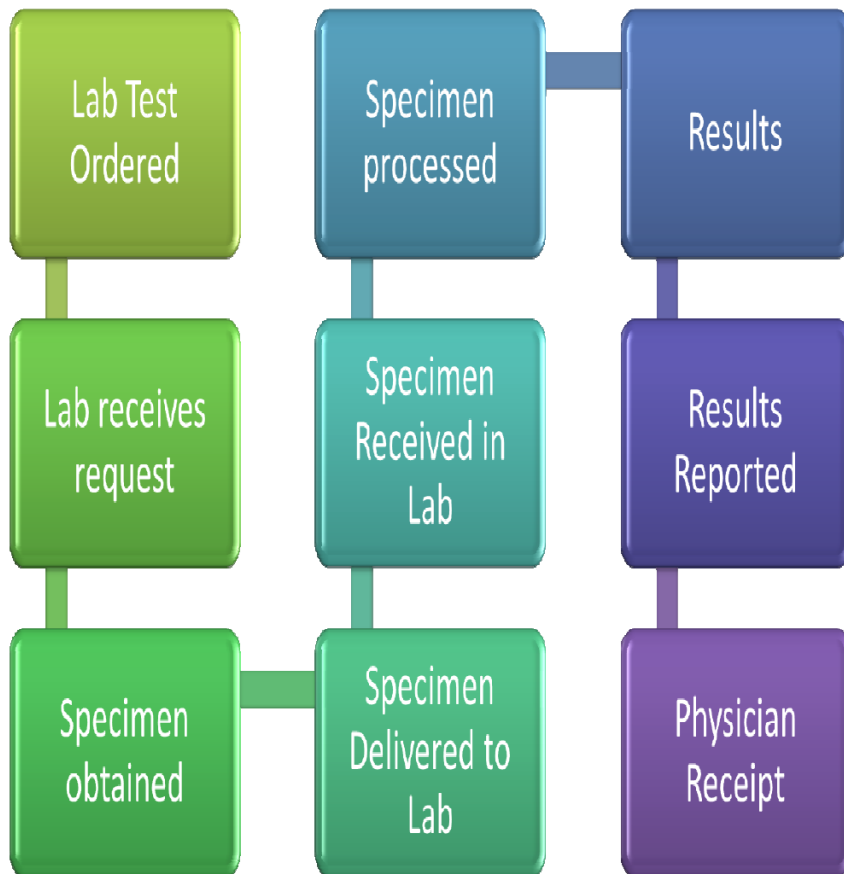 Lab Test
Ordered
Lab receives
request
Specimen
obtained
Specimen
Delivered to
Lab
Specimen
Received in
Lab
Specimen
processed
Results
Results
Reported
Physician
Receipt